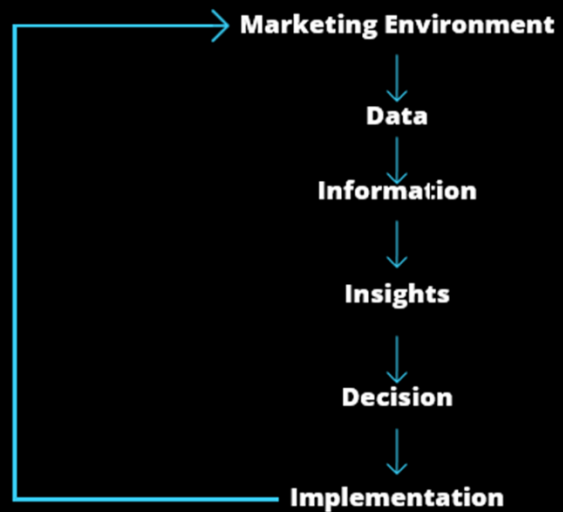 Marketing Environment
Data
Information
Insights
Decision
Implementation